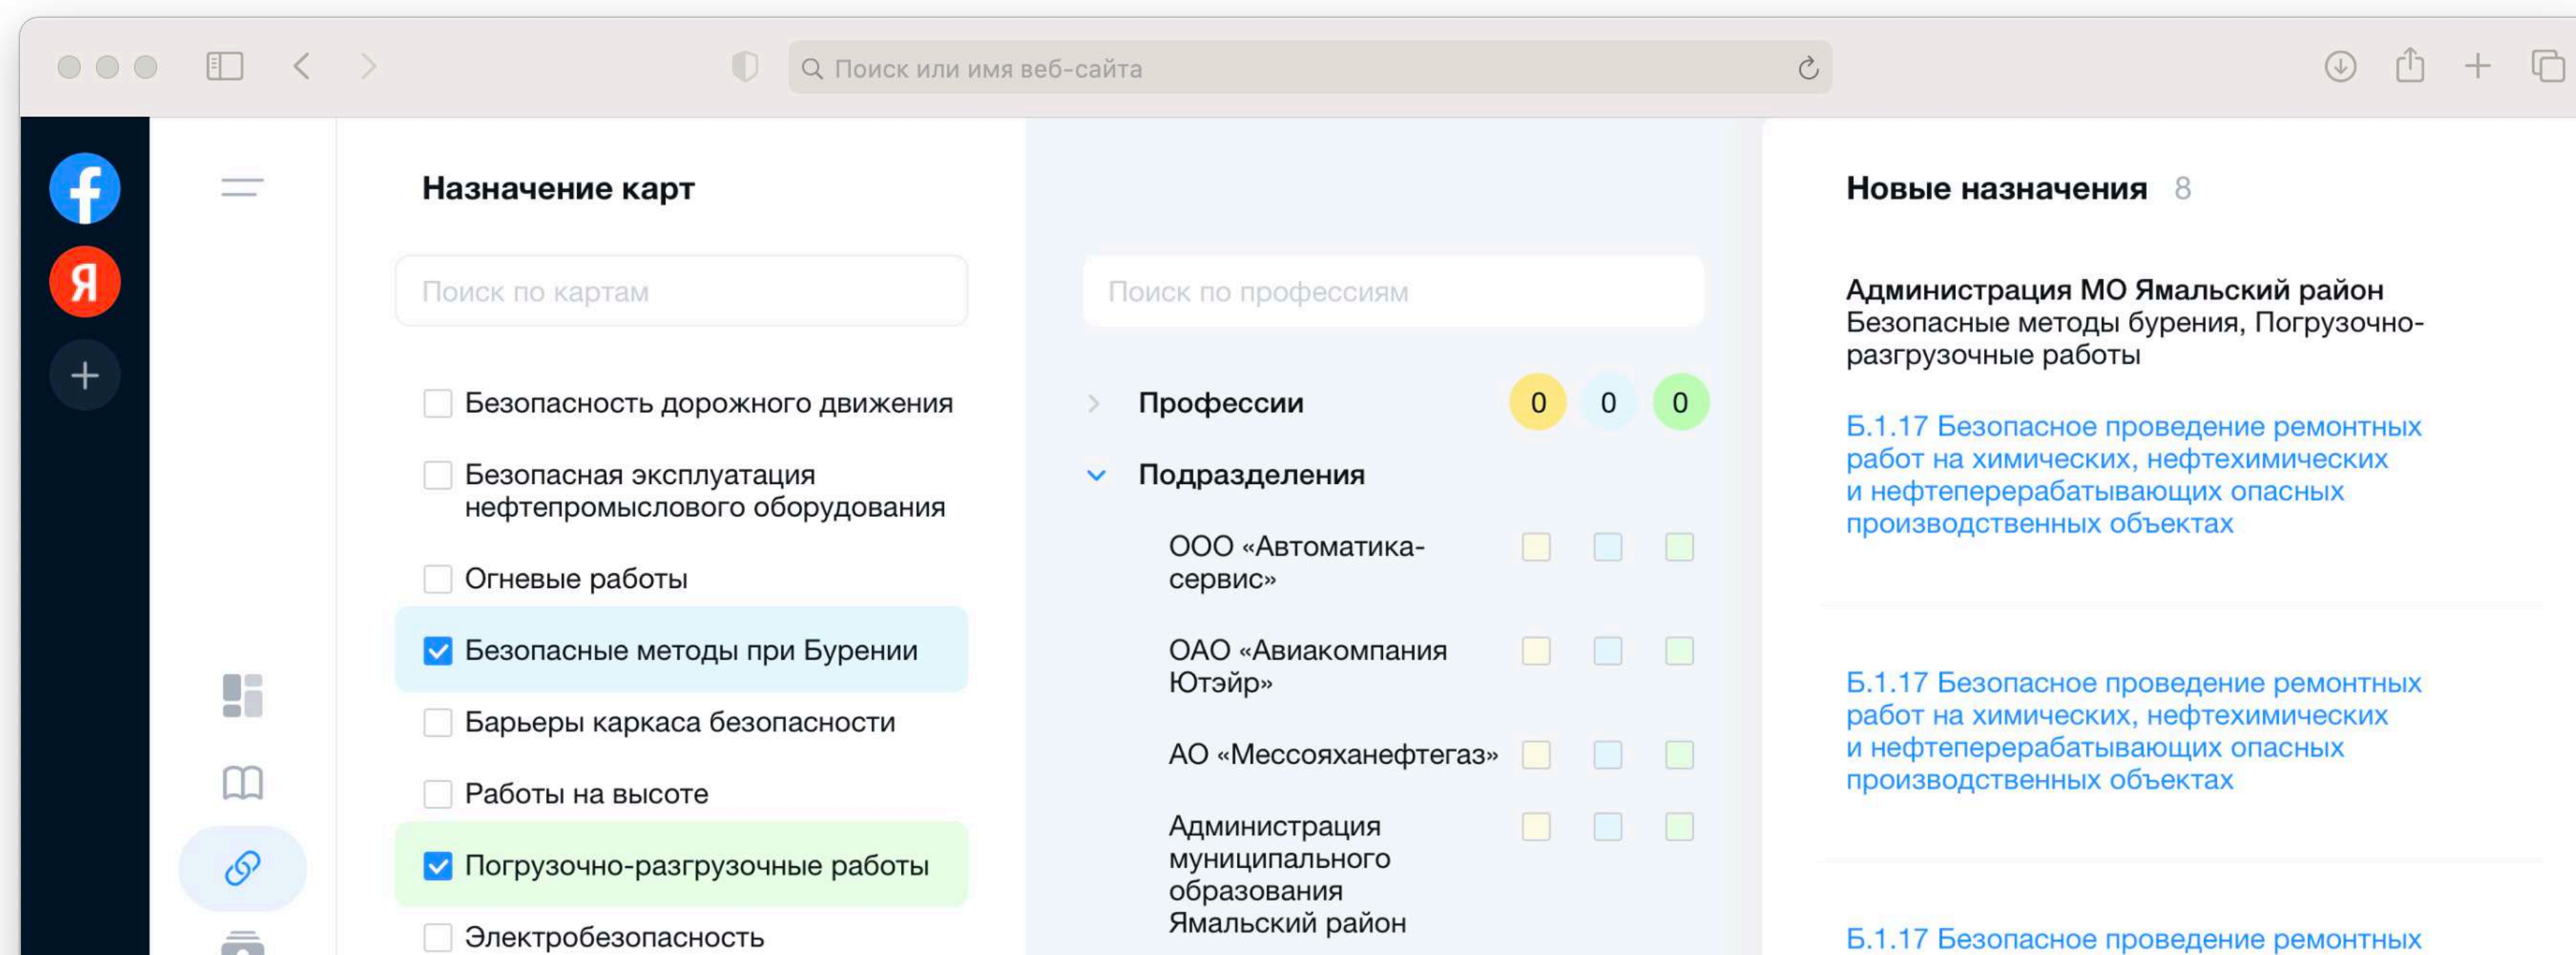 Поиск или имя веб-сайта
Я
Назначение карт
Поиск по картам
Безопасность дорожного движения
Безопасная эксплуатация
нефтепромыслового оборудования
Огневые работы
Безопасные методы при Бурении
Барьеры каркаса безопасности
Работы на высоте
Погрузочно-разгрузочные работы
Электробезопасность
Поиск по профессиям
Профессии 0 0 0
Подразделения
ООО «Автоматика-
сервис»
ОАО «Авиакомпания
Ютэйр»
АО «Мессояханефтегаз»
Администрация
муниципального
образования
Ямальский район
Новые назначения 8
Администрация МО Ямальский район
Безопасные методы бурения, Погрузочно-
разгрузочные работы
Б.1.17 Безопасное проведение ремонтных
работ на химических, нефтехимических
и нефтеперерабатывающих опасных
производственных объектах
Б.1.17 Безопасное проведение ремонтных
работ на химических, нефтехимических
и нефтеперерабатывающих опасных
производственных объектах
Б.1.17 Безопасное проведение ремонтных